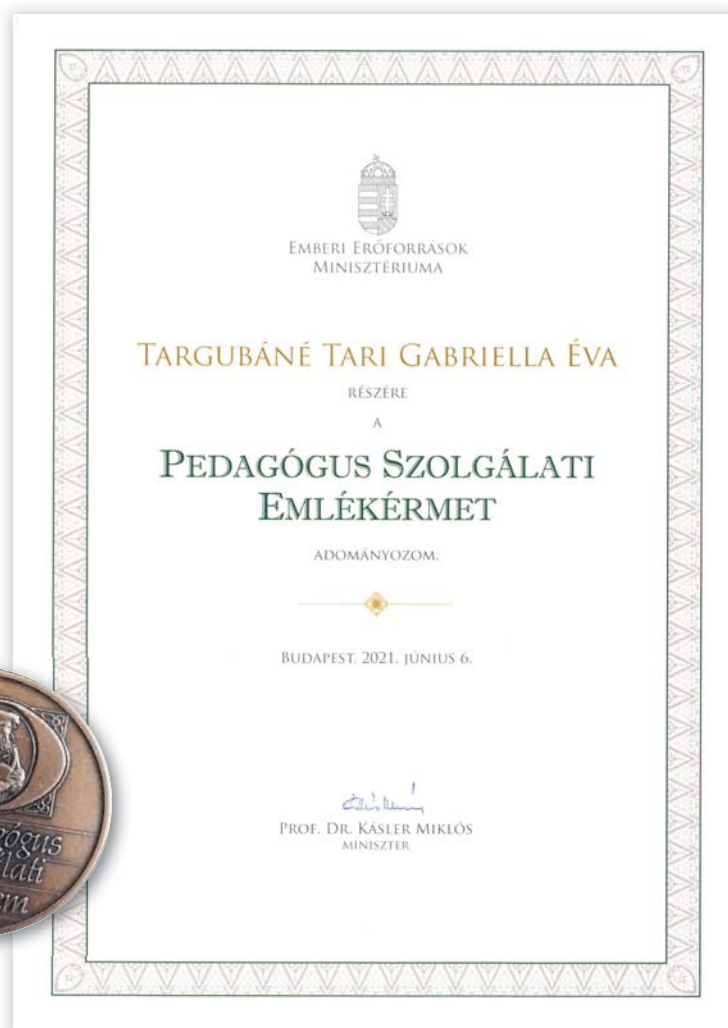 EMBERI ERŐFORRÁSOK
MINISZTÉRIUMA
TARGUBÁNÉ TARI GABRIELLA ÉVA
RÉSZÉRE
A
PEDAGÓGUS SZOLGÁLATI
EMLÉKÉRMET
ADOMÁNYOZOM.
BUDAPEST, 2021. JÚNIUS 6.
PROF. DR. KÁSLER MIKLÓS
MINISZTER